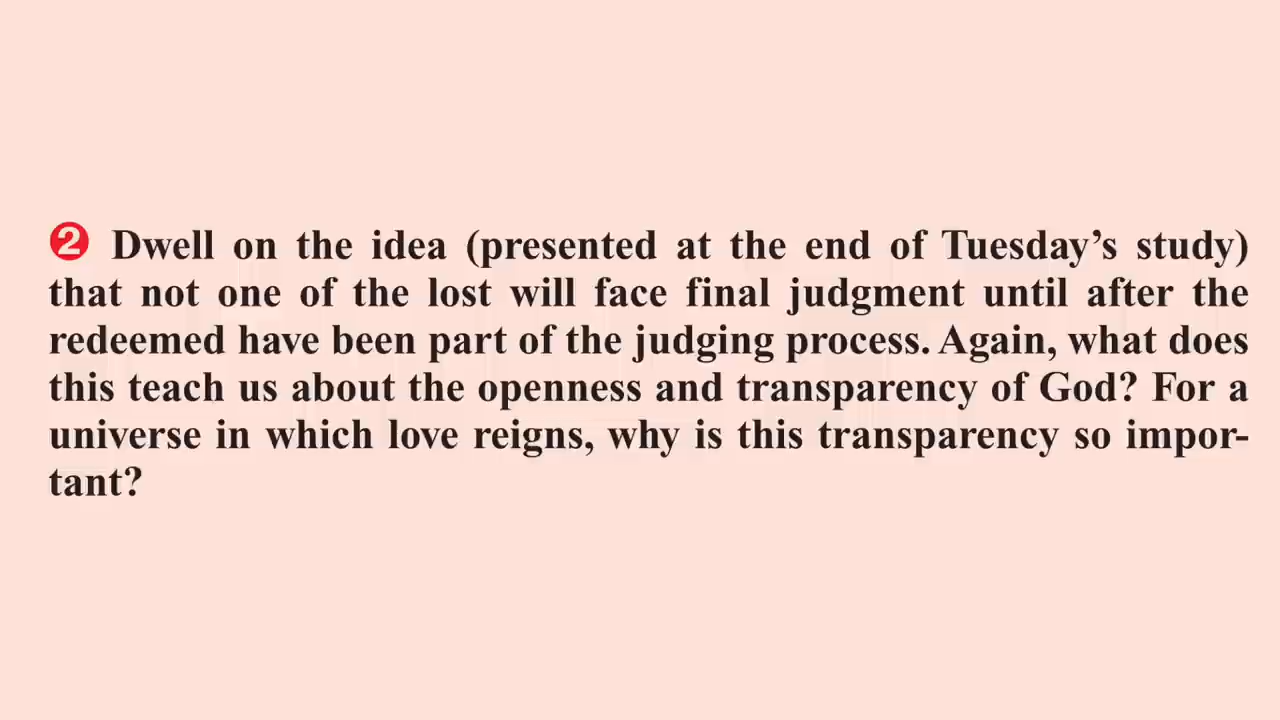 ❷ Dwell on the idea (presented at the end of Tuesday’s study)
that not one of the lost will face final judgment until after the
redeemed have been part of the judging process. Again, what does
this teach us about the openness and transparency of God? For a
universe in which love reigns, why is this transparency so impor-
tant?